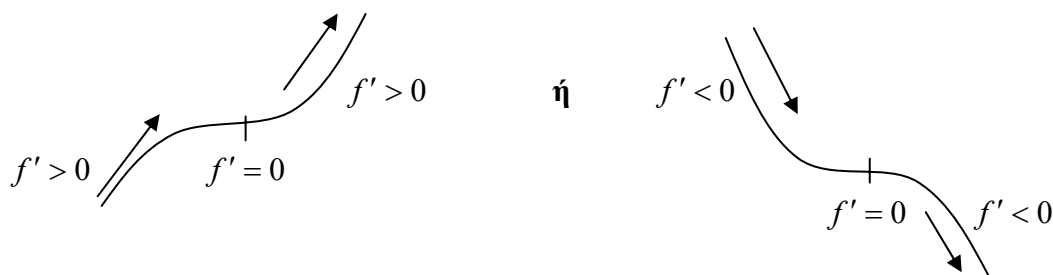 f′ > 0
ή
f′ < 0
f′ > 0
f′ = 0
f′ = 0
f′ < 0